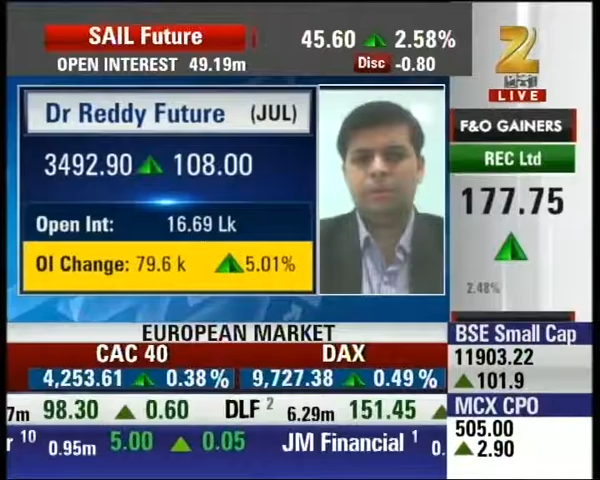 SAIL Future
45.60 2.58%
OPEN INTEREST 49.19m
Disc -0.80
LIVE
Dr Reddy Future (JUL)
3492.90 108.00
Open Int: 16.69 Lk
OI Change: 79.6 k 5.01%
F&O GAINERS
REC Ltd
177.75
2.48%
EUROPEAN MARKET
CAC 40 DAX
4,253.61 0.38% 9,727.38 0.49%
7m 98.30 0.60 DLF 2 6.29m 151.45
r 10 0.95m 5.00 0.05 JM Financial 1 0.
BSE Small Cap
11903.22
101.9
MCX CPO
505.00
2.90